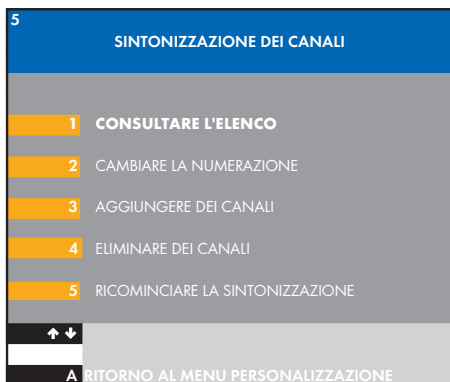 5
SINTONIZZAZIONE DEI CANALI
1 CONSULTARE L'ELENCO
2 CAMBIARE LA NUMERAZIONE
3 AGGIUNGERE DEI CANALI
4 ELIMINARE DEI CANALI
5 RICOMINCIARE LA SINTONIZZAZIONE
↑ ↓
A RITORNO AL MENU PERSONALIZZAZIONE